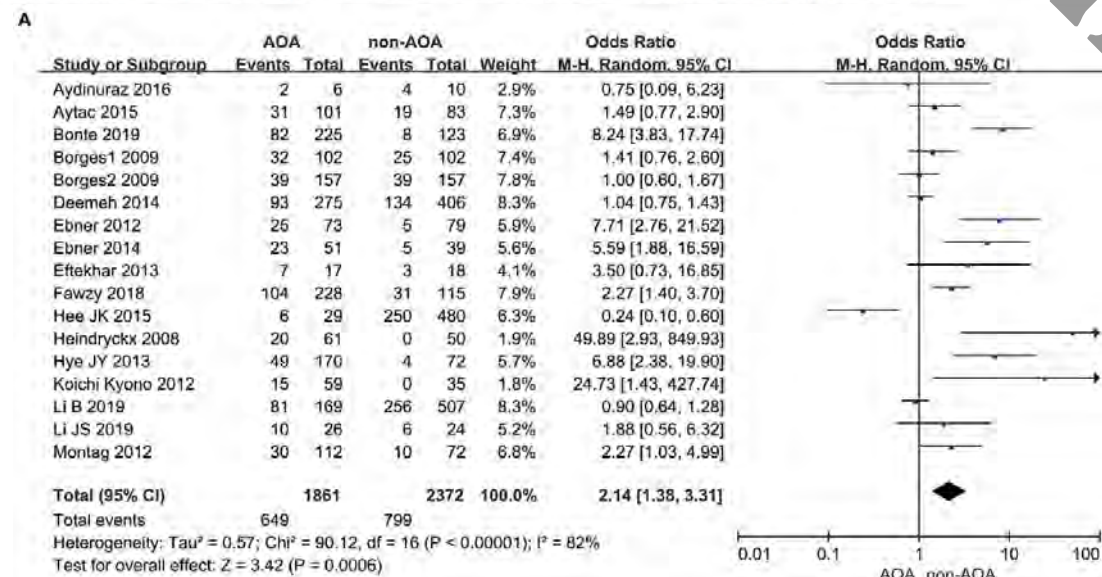 A
AOA non-AOA Odds Ratio Odds Ratio
Study or Subgroup Events Total Events Total Weight M-H, Random, 95% CI M-H, Random, 95% CI
Aydinuraz 2016 2 6 4 10 2.9% 0.75 [0.09, 6.23]
Aytac 2015 31 101 19 83 7.3% 1.49 [0.77, 2.90]
Bonte 2019 82 225 8 123 6.9% 8.24 [3.83, 17.74]
Borges1 2009 32 102 25 102 7.4% 1.41 [0.76, 2.60]
Borges2 2009 39 157 39 157 7.8% 1.00 [0.60, 1.67]
Deemeh 2014 93 275 134 406 8.3% 1.04 [0.75, 1.43]
Ebner 2012 25 73 5 79 5.9% 7.71 [2.76, 21.52]
Ebner 2014 23 51 5 39 5.6% 5.59 [1.88, 16.59]
Eftekhar 2013 7 17 3 18 4.1% 3.50 [0.73, 16.85]
Fawzy 2018 104 228 31 115 7.9% 2.27 [1.40, 3.70]
Hee JK 2015 6 29 250 480 6.3% 0.24 [0.10, 0.60]
Heindryckx 2008 20 61 0 50 1.9% 49.89 [2.93, 849.93]
Hye JY 2013 49 170 4 72 5.7% 6.88 [2.38, 19.90]
Koichi Kyono 2012 15 59 0 35 1.8% 24.73 [1.43, 427.74]
Li B 2019 81 169 256 507 8.3% 0.90 [0.64, 1.28]
Li JS 2019 10 26 6 24 5.2% 1.88 [0.56, 6.32]
Montag 2012 30 112 10 72 6.8% 2.27 [1.03, 4.99]
Total (95% CI) 1861 2372 100.0% 2.14 [1.38, 3.31]
Total events 649 799
Heterogeneity: Tau² = 0.57; Chi² = 90.12, df = 16 (P < 0.00001); I² = 82%
Test for overall effect: Z = 3.42 (P = 0.0006)
0.01 0.1 1 10 100
AOA non-AOA